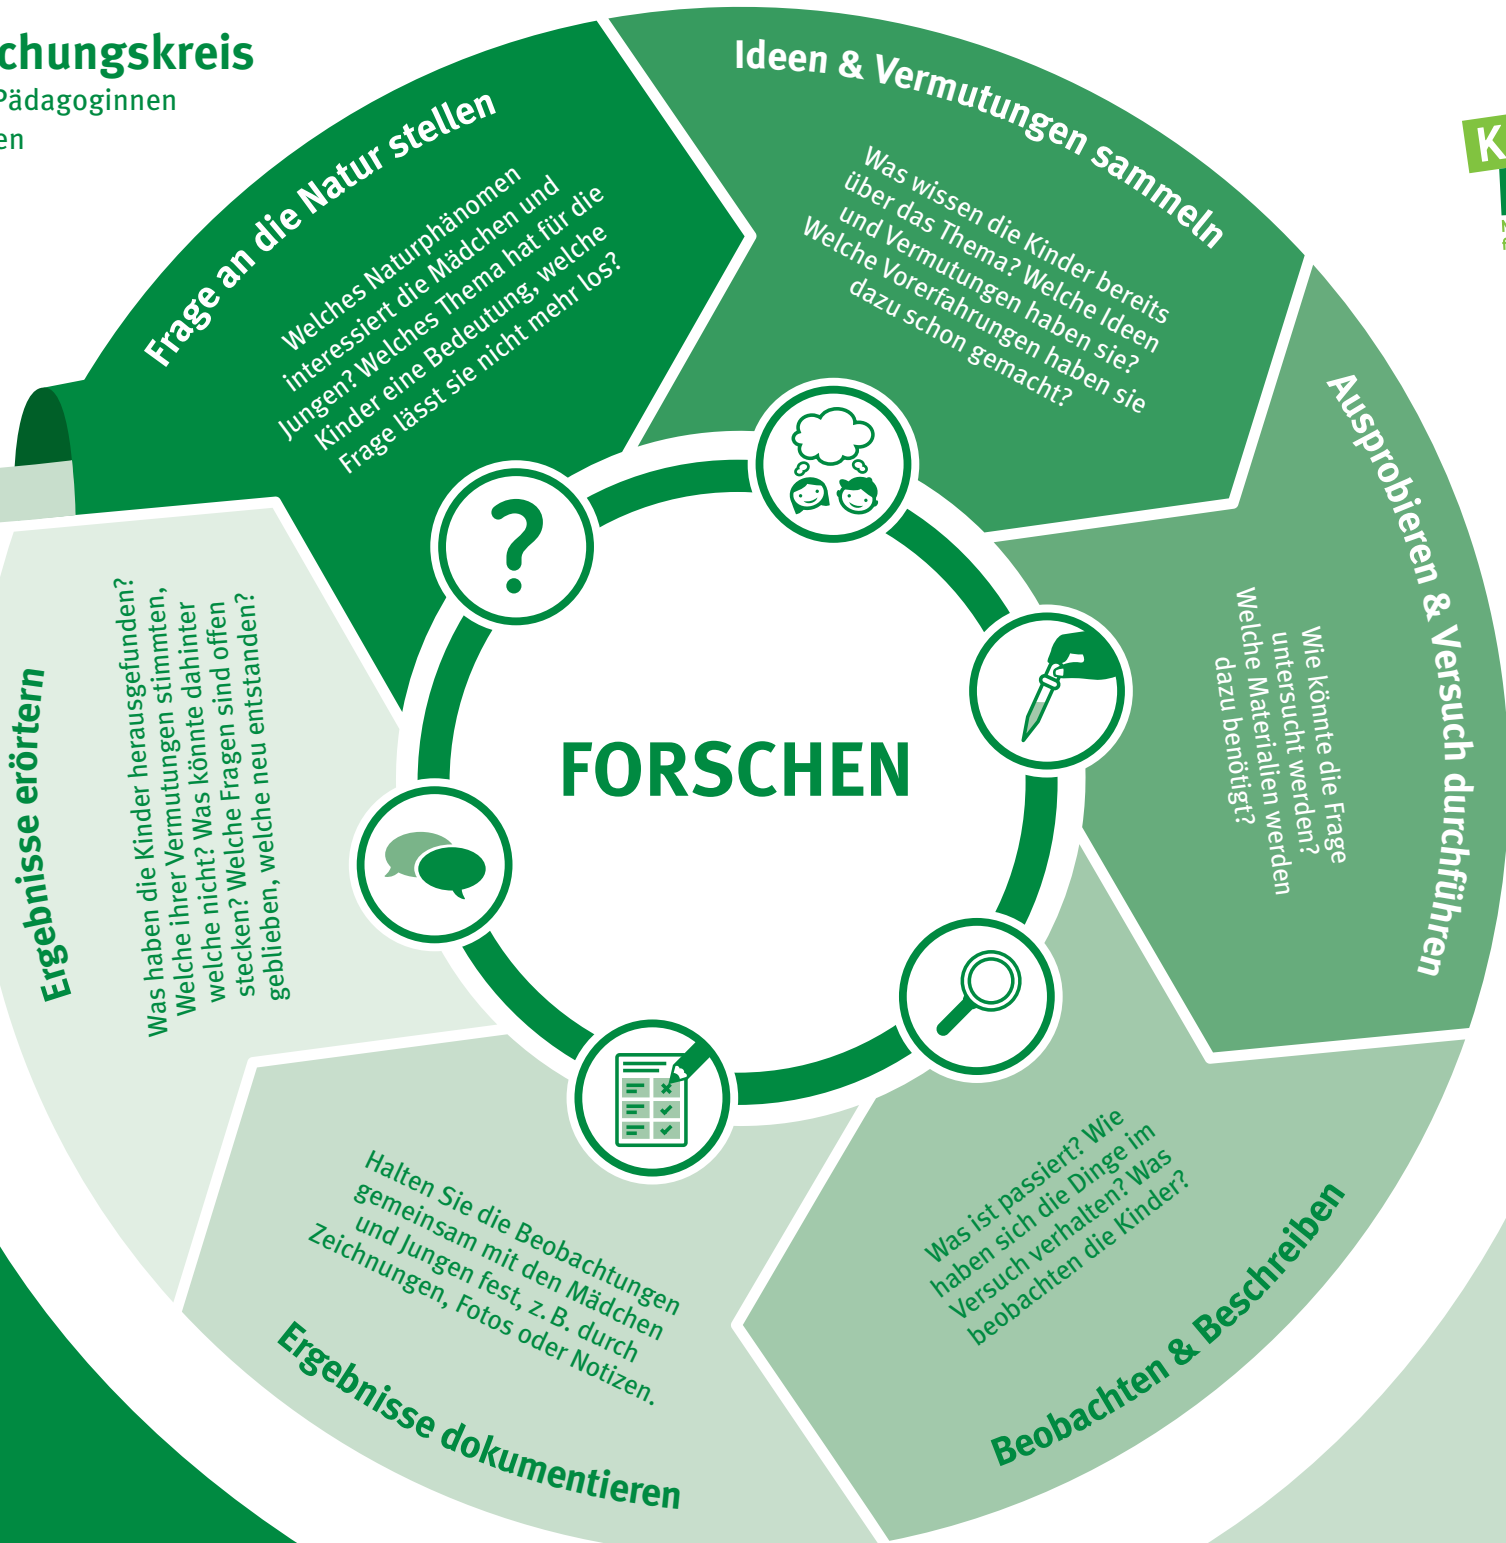 chungskreis
Pädagoginnen
en
Frage an die Natur stellen
Welches Naturphänomen
interessiert die Mädchen und
Jungen? Welches Thema hat für die
Kinder eine Bedeutung, welche
Frage lässt sie nicht mehr los?
Ideen & Vermutungen sammeln
Was wissen die Kinder bereits
über das Thema? Welche Ideen
und Vermutungen haben sie?
Welche Vorerfahrungen haben sie
dazu schon gemacht?
K
Ausprobieren & Versuch durchführen
Wie könnte die Frage
untersucht werden?
Welche Materialien werden
dazu benötigt?
Beobachten & Beschreiben
Was ist passiert? Wie
haben sich die Dinge im
Versuch verhalten? Was
beobachten die Kinder?
Ergebnisse dokumentieren
Halten Sie die Beobachtungen
gemeinsam mit den Mädchen
und Jungen fest, z. B. durch
Zeichnungen, Fotos oder Notizen.
Ergebnisse erörtern
Was haben die Kinder herausgefunden?
Welche ihrer Vermutungen stimmten,
welche nicht? Was könnte dahinter
stecken? Welche Fragen sind offen
geblieben, welche neu entstanden?
?
FORSCHEN